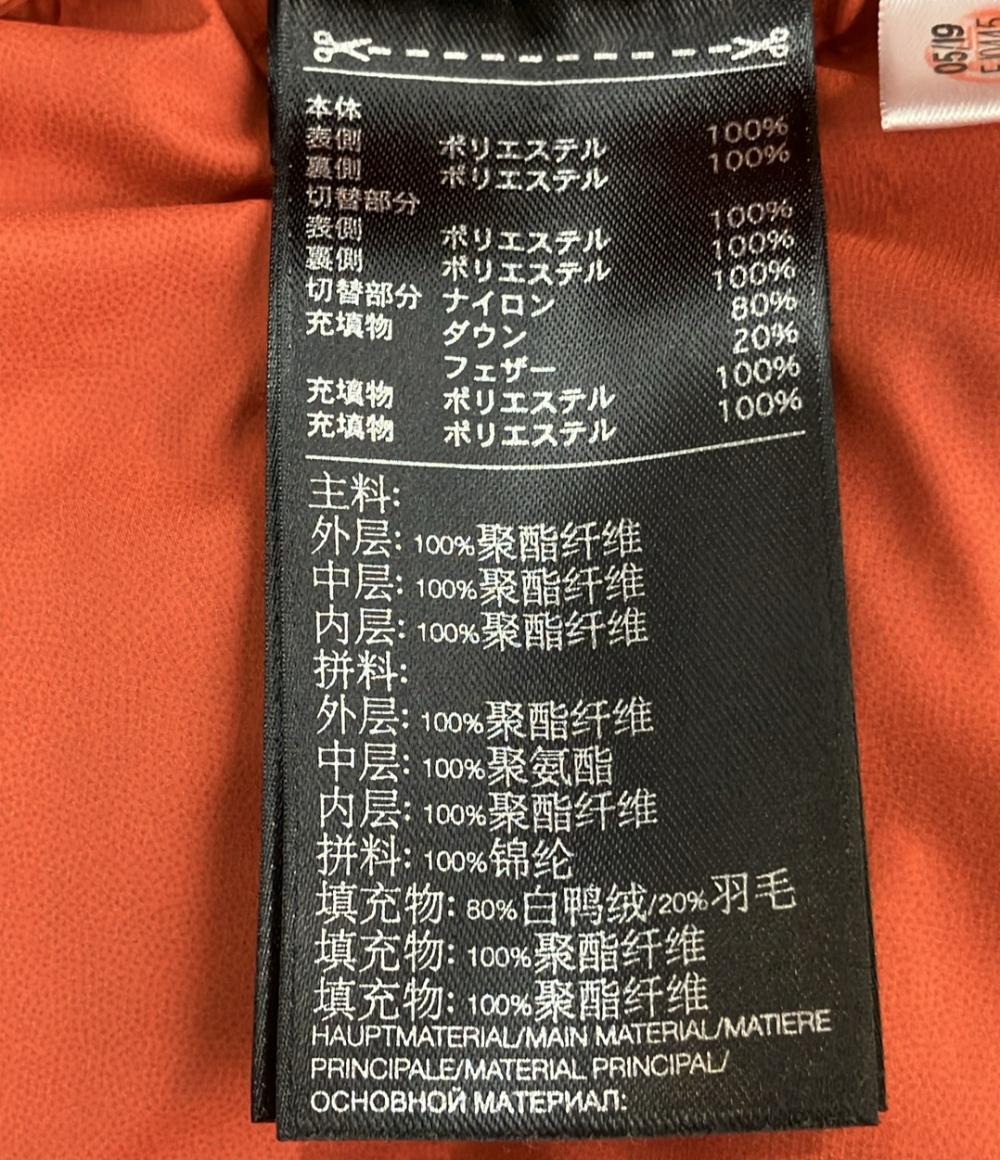 本体
表側 ポリエステル 100%
裏側 ポリエステル 100%
切替部分
表側 ポリエステル 100%
裏側 ポリエステル 100%
切替部分 ナイロン 100%
充填物 ダウン 80%
フェザー 20%
充填物 ポリエステル 100%
充填物 ポリエステル 100%
主料:
外层: 100%聚酯纤维
中层: 100%聚酯纤维
内层: 100%聚酯纤维
拼料:
外层: 100%聚酯纤维
中层: 100%聚氨酯
内层: 100%聚酯纤维
拼料: 100%锦纶
填充物: 80%白鸭绒/20%羽毛
填充物: 100%聚酯纤维
填充物: 100%聚酯纤维
HAUPTMATERIAL/MAIN MATERIAL/MATIERE
PRINCIPALE/MATERIAL PRINCIPAL/
ОСНОВНОЙ МАТЕРИАЛ:
05/19